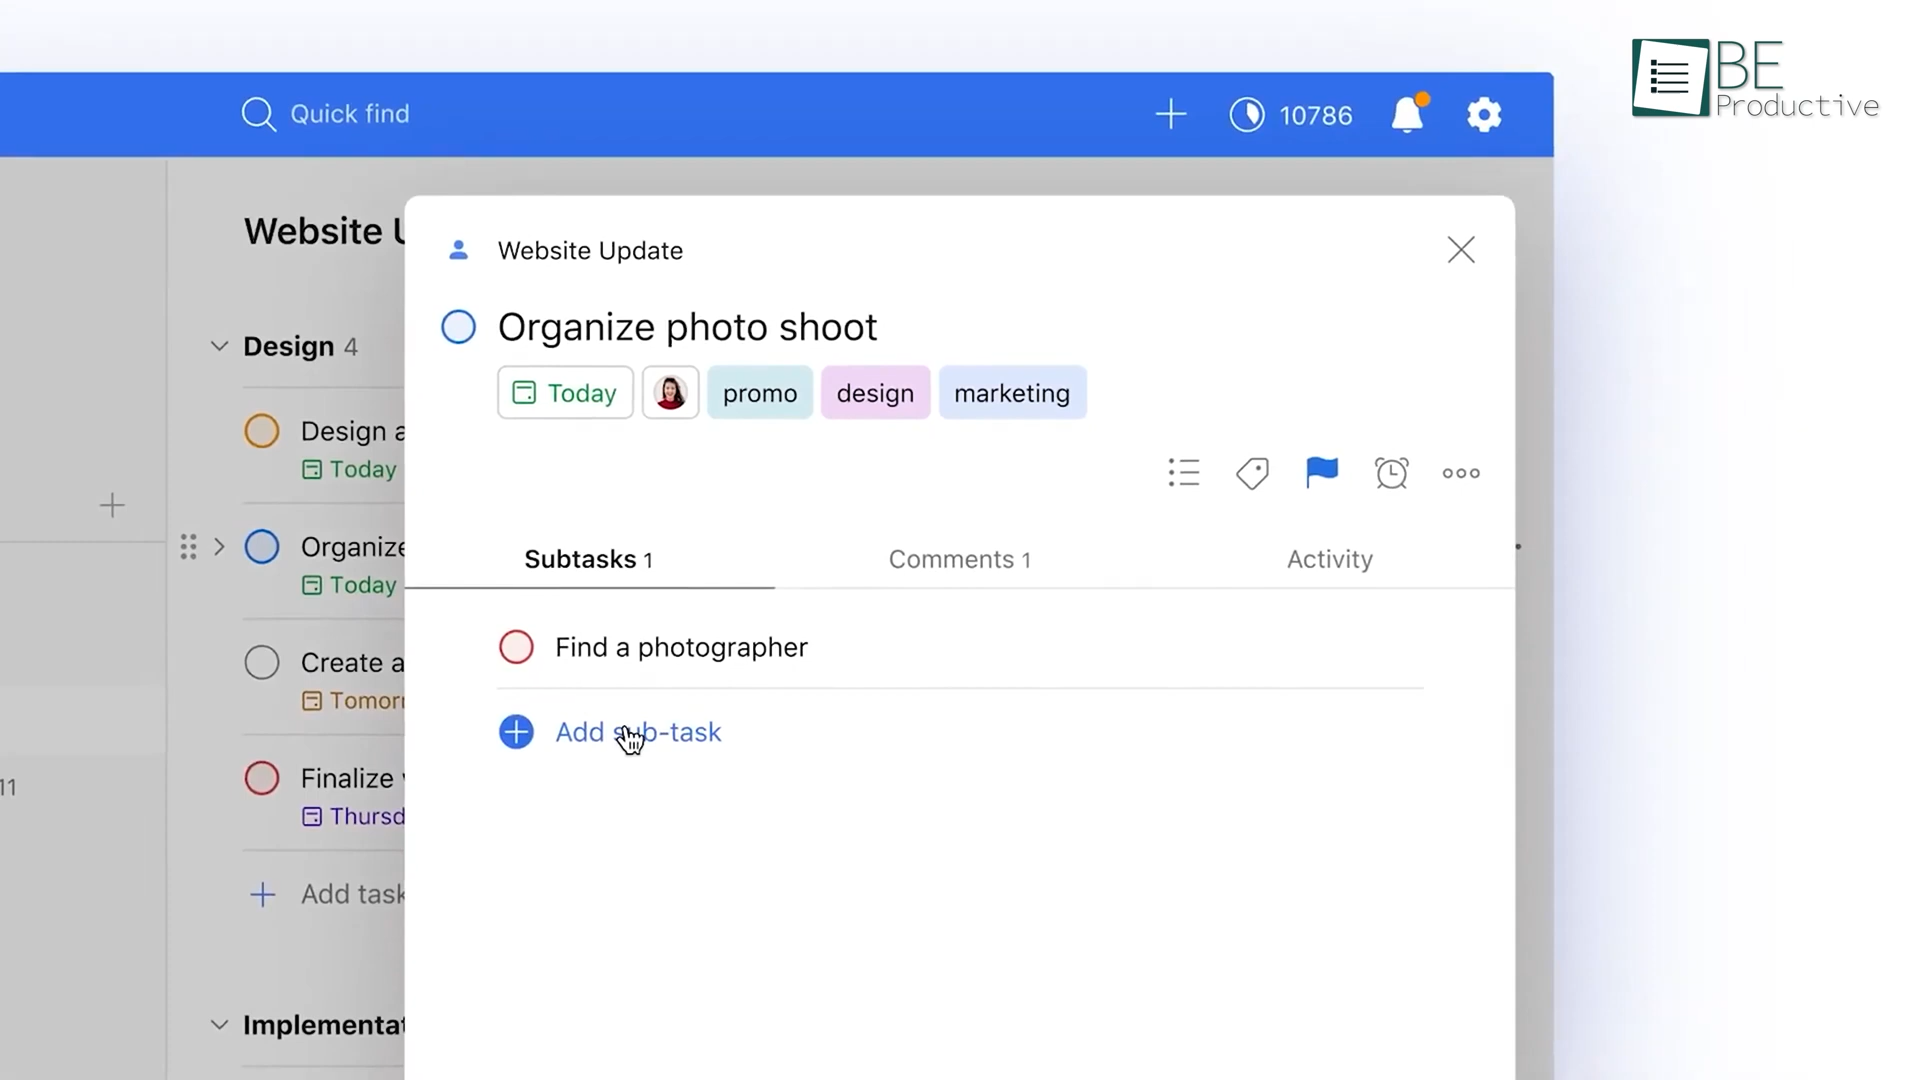 BE
Productive
Quick find
10786
Website U
Website Update
Organize photo shoot
Today
promo
design
marketing
Design 4
Design a
Today
Organize
Today
Create a
Tomorr
Finalize
Thursd
Add task
Implementat
11
Subtasks 1
Comments 1
Activity
Find a photographer
Add sub-task